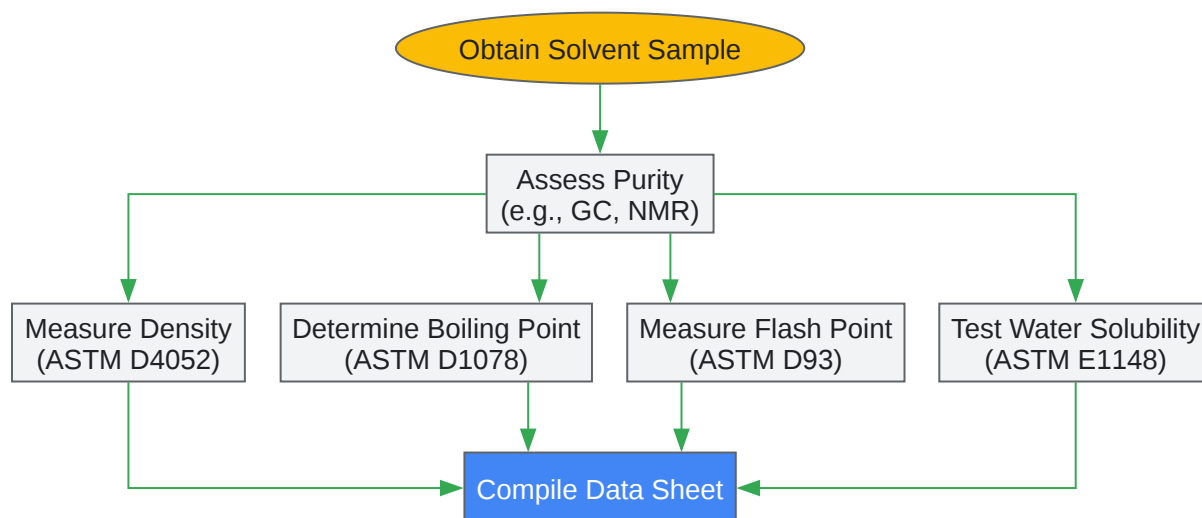 Obtain Solvent Sample
Assess Purity
(e.g., GC, NMR)
Measure Density
(ASTM D4052)
Determine Boiling Point
(ASTM D1078)
Measure Flash Point
(ASTM D93)
Test Water Solubility
(ASTM E1148)
Compile Data Sheet